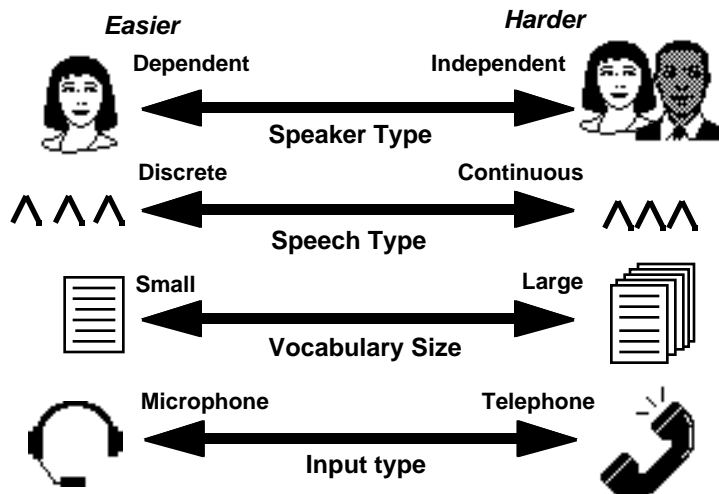 Easier
Harder
Dependent
Independent
Speaker Type
Discrete
Continuous
Speech Type
Small
Large
Vocabulary Size
Microphone
Telephone
Input type